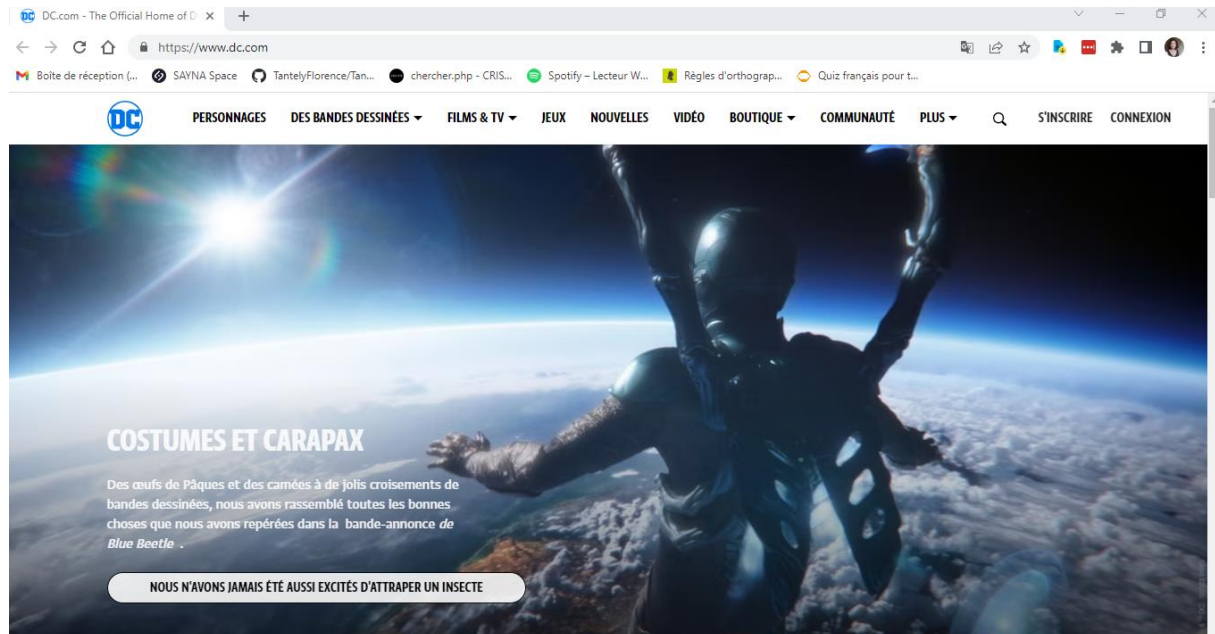 DC.com - The Official Home of D
https://www.dc.com
Boîte de réception (...
SAYNA Space
TantelyFlorence/Tan...
chercher.php - CRIS...
Spotify – Lecteur W...
Règles d'orthograp...
Quiz français pour t...
DC
PERSONNAGES
DES BANDES DESSINÉES
FILMS & TV
JEUX
NOUVELLES
VIDÉO
BOUTIQUE
COMMUNAUTÉ
PLUS
S'INSCRIRE
CONNEXION
COSTUMES ET CARAPAX
Des œufs de Pâques et des camées à de jolis croisements de
bandes dessinées, nous avons rassemblé toutes les bonnes
choses que nous avons repérées dans la bande-annonce de
Blue Beetle .
NOUS N'AVONS JAMAIS ÉTÉ AUSSI EXCITÉS D'ATTRAPER UN INSECTE